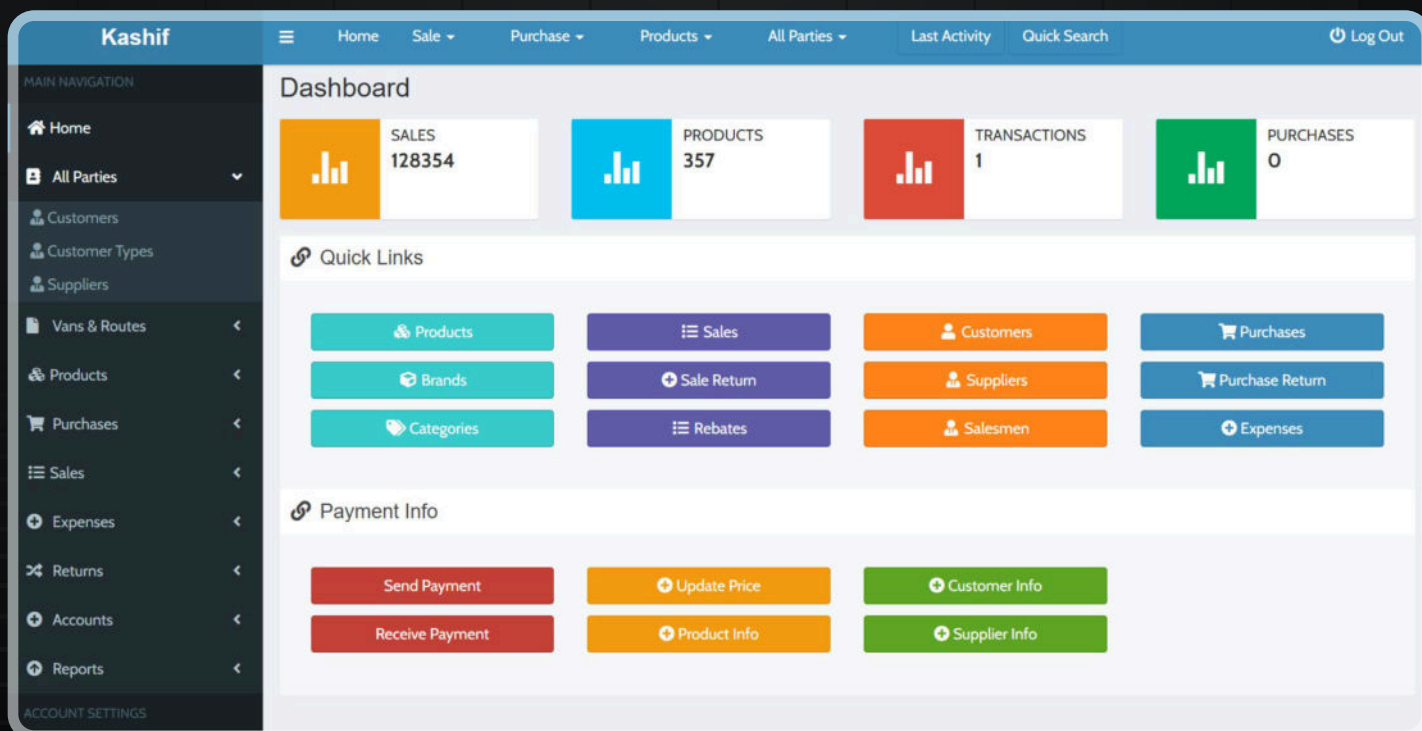 Kashif
Home Sale Purchase Products All Parties Last Activity Quick Search Log Out
MAIN NAVIGATION
Home
All Parties
Customers
Customer Types
Suppliers
Vans & Routes
Products
Purchases
Sales
Expenses
Returns
Accounts
Reports
ACCOUNT SETTINGS
Dashboard
SALES
128354
PRODUCTS
357
TRANSACTIONS
1
PURCHASES
0
Quick Links
Products Sales Customers Purchases
Brands Sale Return Suppliers Purchase Return
Categories Rebates Salesmen Expenses
Payment Info
Send Payment Update Price Customer Info
Receive Payment Product Info Supplier Info